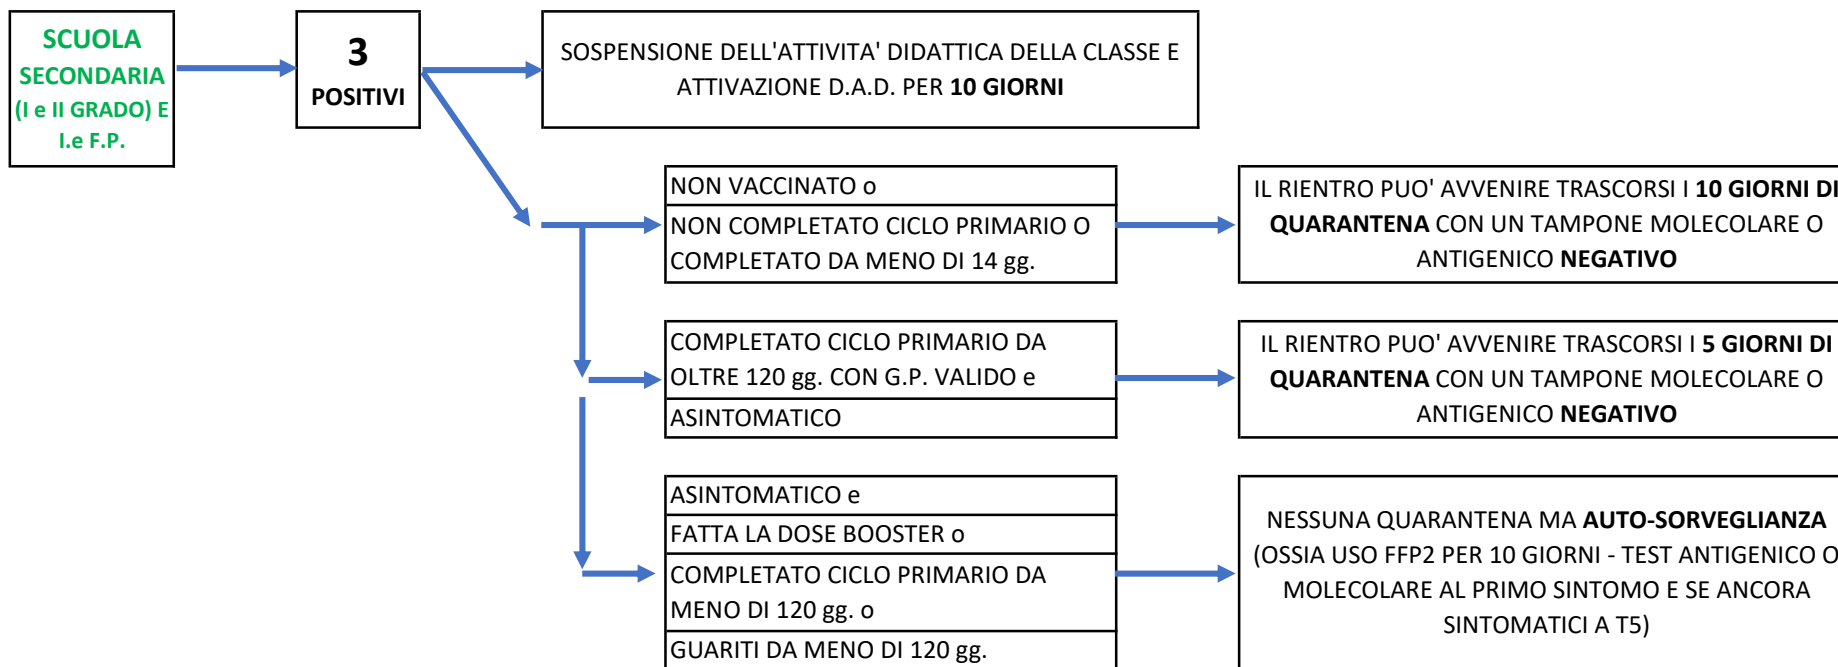 SCUOLA
SECONDARIA
(I e II GRADO) E
I.e F.P.
3
POSITIVI
SOSPENSIONE DELL'ATTIVITA' DIDATTICA DELLA CLASSE E
ATTIVAZIONE D.A.D. PER 10 GIORNI
NON VACCINATO o
NON COMPLETATO CICLO PRIMARIO O
COMPLETATO DA MENO DI 14 gg.
IL RIENTRO PUO' AVVENIRE TRASCORSI I 10 GIORNI DI
QUARANTENA CON UN TAMPONE MOLECOLARE O
ANTIGENICO NEGATIVO
COMPLETATO CICLO PRIMARIO DA
OLTRE 120 gg. CON G.P. VALIDO e
ASINTOMATICO
IL RIENTRO PUO' AVVENIRE TRASCORSI I 5 GIORNI DI
QUARANTENA CON UN TAMPONE MOLECOLARE O
ANTIGENICO NEGATIVO
ASINTOMATICO e
FATTA LA DOSE BOOSTER o
COMPLETATO CICLO PRIMARIO DA
MENO DI 120 gg. o
GUARITI DA MENO DI 120 gg.
NESSUNA QUARANTENA MA AUTO-SORVEGLIANZA
(OSSIA USO FFP2 PER 10 GIORNI - TEST ANTIGENICO O
MOLECOLARE AL PRIMO SINTOMO E SE ANCORA
SINTOMATICI A T5)